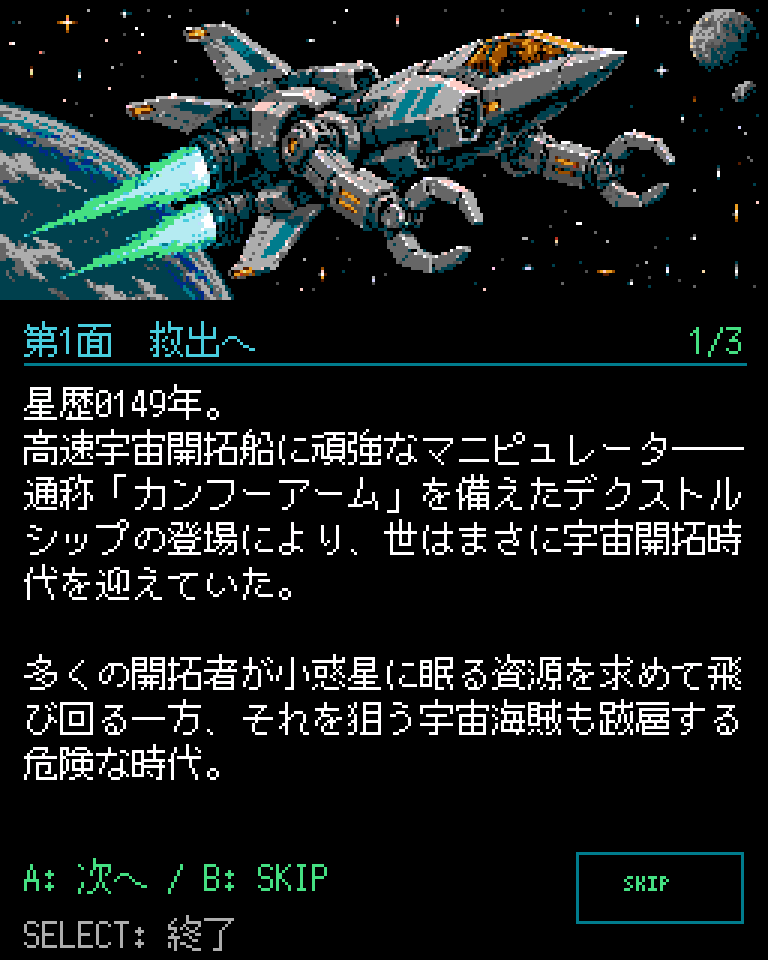 第1面　救出へ
1/3
星歴0149年。
高速宇宙開拓船に頑強なマニピュレーター――
通称「カンフーアーム」を備えたデクストル
シップの登場により、世はまさに宇宙開拓時
代を迎えていた。
多くの開拓者が小惑星に眠る資源を求めて飛
び回る一方、それを狙う宇宙海賊も跋扈する
危険な時代。
A: 次へ / B: SKIP
SKIP
SELECT: 終了